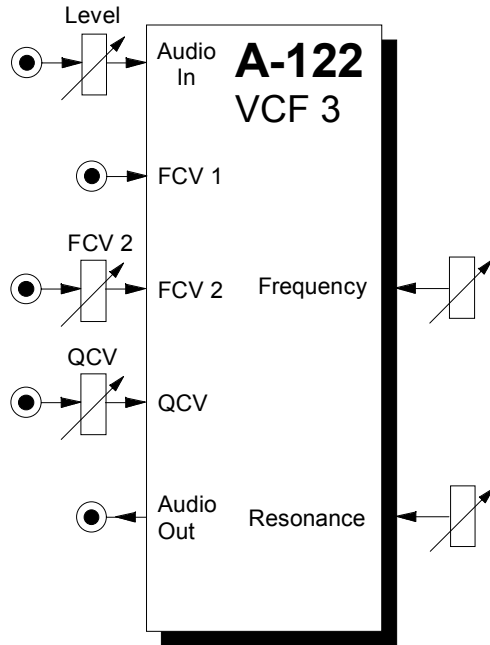 Level
Audio
In
A-122
VCF 3
FCV 1
FCV 2
FCV 2
Frequency
QCV
QCV
Audio
Out
Resonance